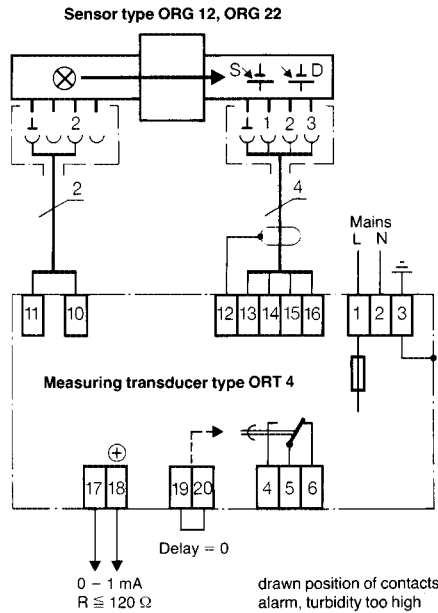 Sensor type ORG 12, ORG 22
S D
2 1 2 3
2 4
Mains
L N
11 10 12 13 14 15 16 1 2 3
Measuring transducer type ORT 4
+
17 18 19 20 4 5 6
Delay = 0
0 – 1 mA
R ≦ 120 Ω
drawn position of contacts
alarm, turbidity too high